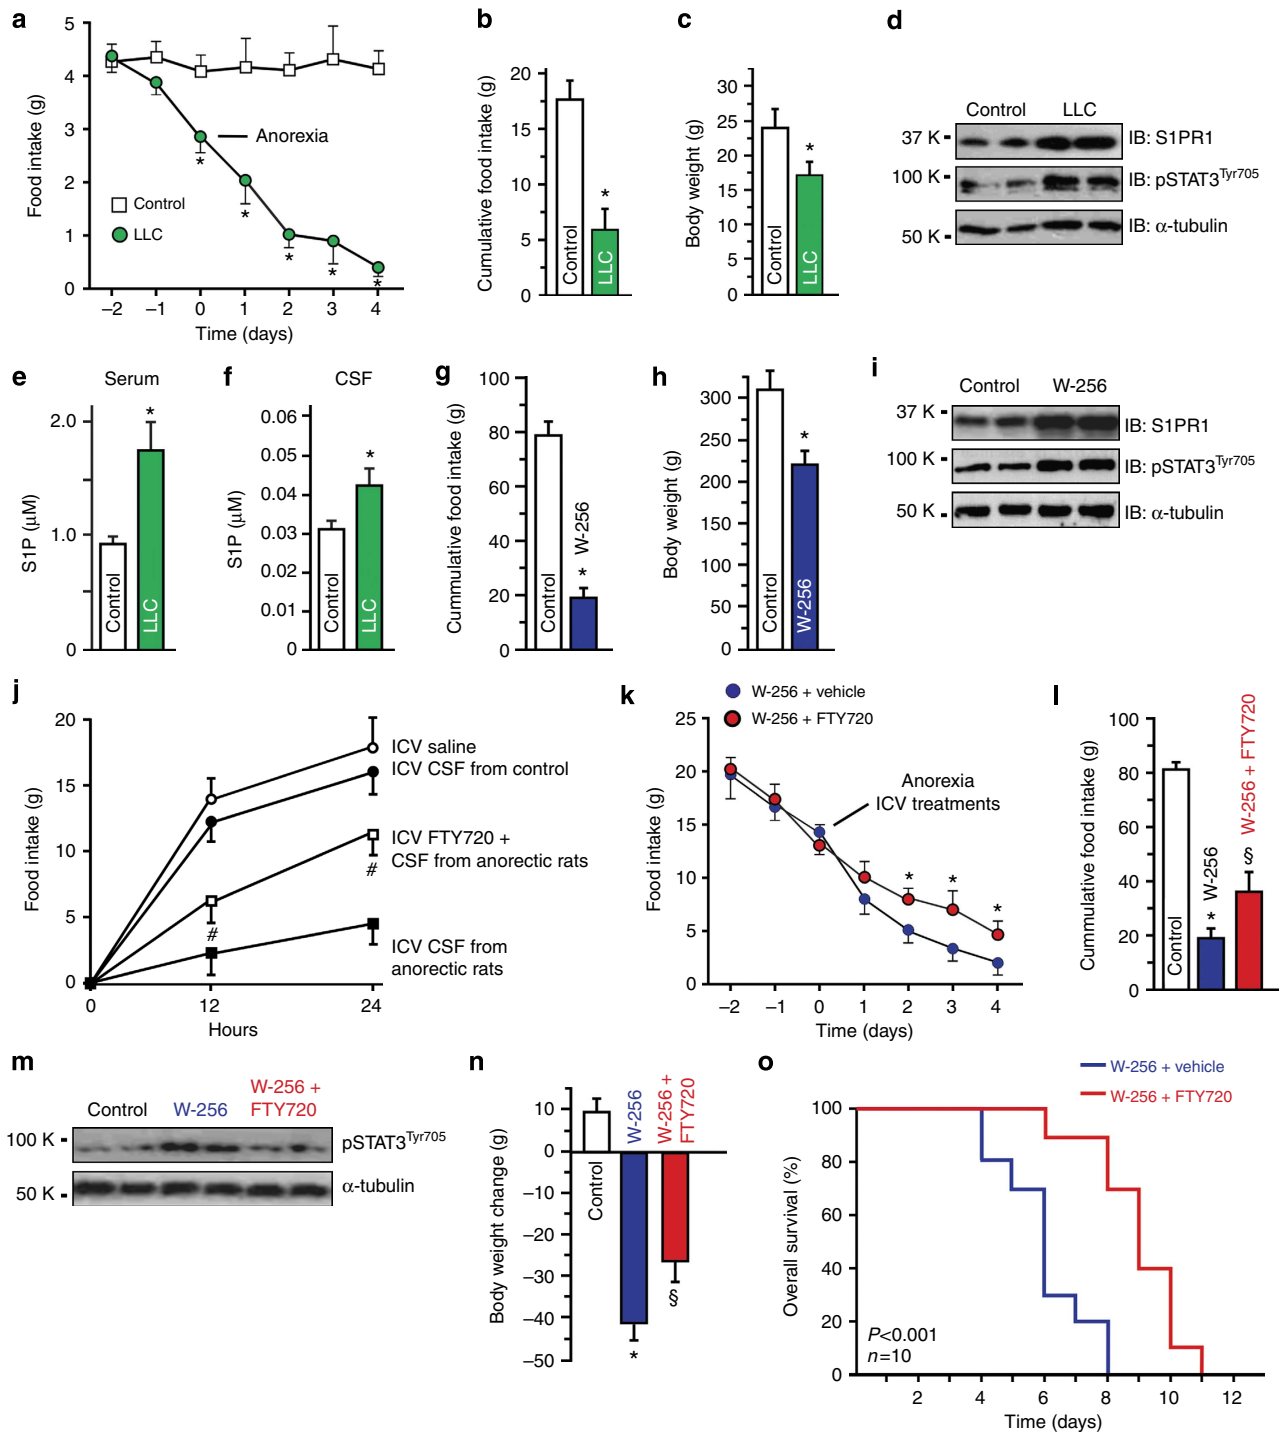 a
5
4
3
2
1
0
Food intake (g)
Anorexia
*
*
*
*
*
Control
LLC
–2 –1 0 1 2 3 4
Time (days)
b
20
15
10
5
0
Cumulative food intake (g)
Control
*
LLC
c
30
25
20
15
10
5
0
Body weight (g)
Control
*
LLC
d
Control LLC
37 K
100 K
50 K
IB: S1PR1
IB: pSTAT3Tyr705
IB: α-tubulin
e
Serum
2.0
1.0
0
S1P (μM)
Control
*
LLC
f
CSF
0.06
0.05
0.04
0.03
0.02
0.01
0
S1P (μM)
Control
*
LLC
g
100
80
60
40
20
0
Cummulative food intake (g)
Control
W-256
*
h
300
250
200
150
100
50
0
Body weight (g)
Control
*
W-256
i
Control W-256
37 K
100 K
50 K
IB: S1PR1
IB: pSTAT3Tyr705
IB: α-tubulin
j
20
15
10
5
0
Food intake (g)
ICV saline
ICV CSF from control
ICV FTY720 +
CSF from anorectic rats
#
#
ICV CSF from
anorectic rats
0 12 24
Hours
k
W-256 + vehicle
W-256 + FTY720
25
20
15
10
5
0
Food intake (g)
Anorexia
ICV treatments
* * *
–2 –1 0 1 2 3 4
Time (days)
l
100
80
60
40
20
0
Cummulative food intake (g)
Control
* W-256
§ W-256 + FTY720
m
Control W-256
W-256 +
FTY720
100 K
50 K
pSTAT3Tyr705
α-tubulin
n
10
0
–10
–20
–30
–40
–50
Body weight change (g)
Control
W-256
W-256 +
FTY720
*
§
o
W-256 + vehicle
W-256 + FTY720
100
80
60
40
20
0
Overall survival (%)
P<0.001
n=10
2 4 6 8 10 12
Time (days)